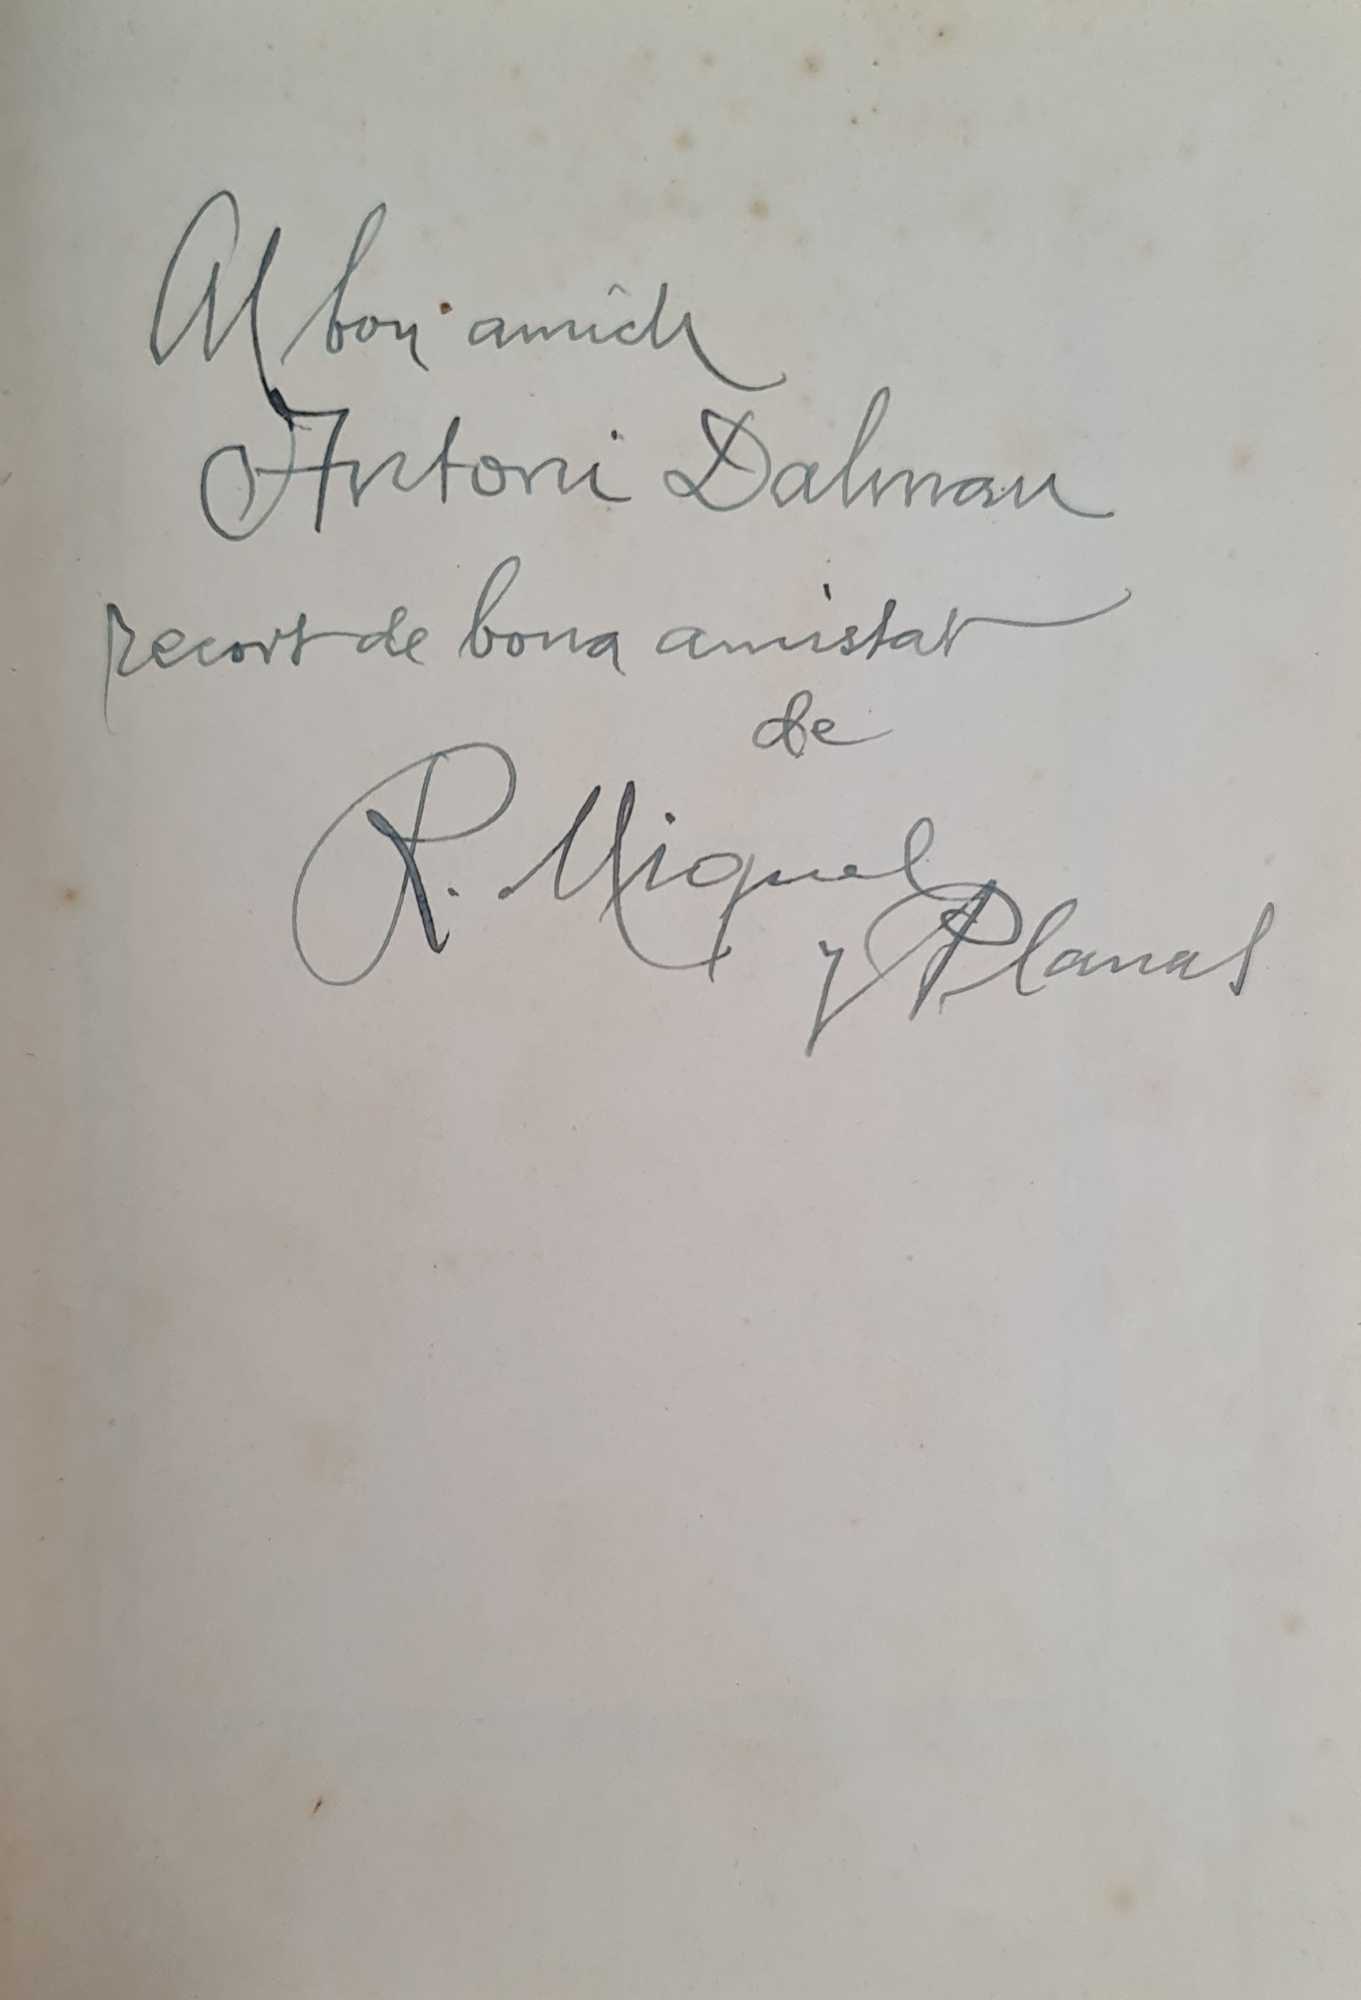 Al bon amich
Antoni Dalmau
recort de bona amistat
de
R. Miquel
y Planas